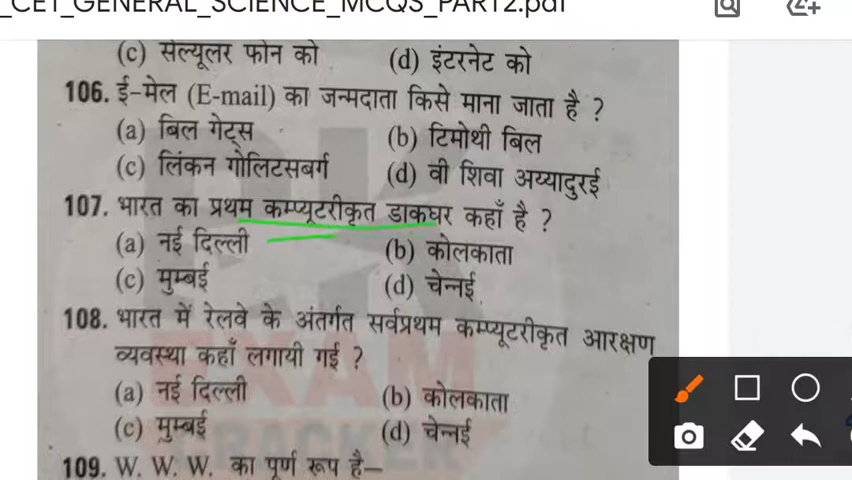 _CET_GENERAL_SCIENCE_MCQS_PART2.pdf
(c) सेल्यूलर फोन को (d) इंटरनेट को
106. ई-मेल (E-mail) का जन्मदाता किसे माना जाता है ?
(a) बिल गेट्स (b) टिमोथी बिल
(c) लिंकन गोलिटसबर्ग (d) वी शिवा अय्यादुरई
107. भारत का प्रथम कम्प्यूटरीकृत डाकघर कहाँ है ?
(a) नई दिल्ली (b) कोलकाता
(c) मुम्बई (d) चेन्नई
108. भारत में रेलवे के अंतर्गत सर्वप्रथम कम्प्यूटरीकृत आरक्षण
व्यवस्था कहाँ लगायी गई ?
(a) नई दिल्ली (b) कोलकाता
(c) मुम्बई (d) चेन्नई
109. W. W. W. का पूर्ण रूप है–